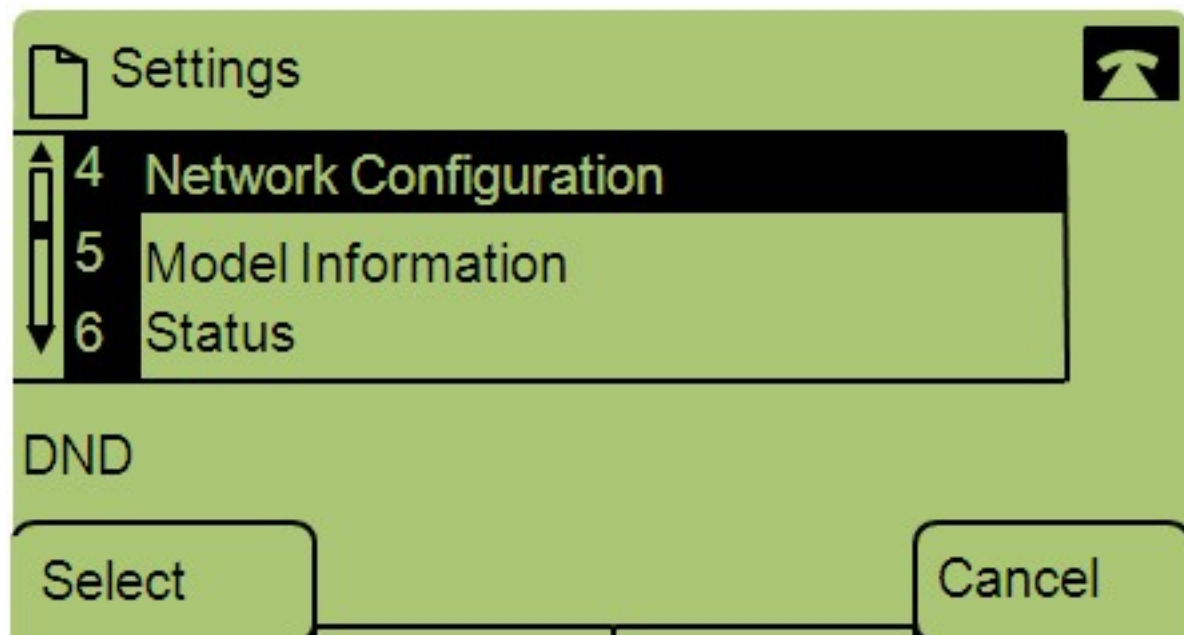 Settings
4 Network Configuration
5 Model Information
6 Status
DND
Select Cancel